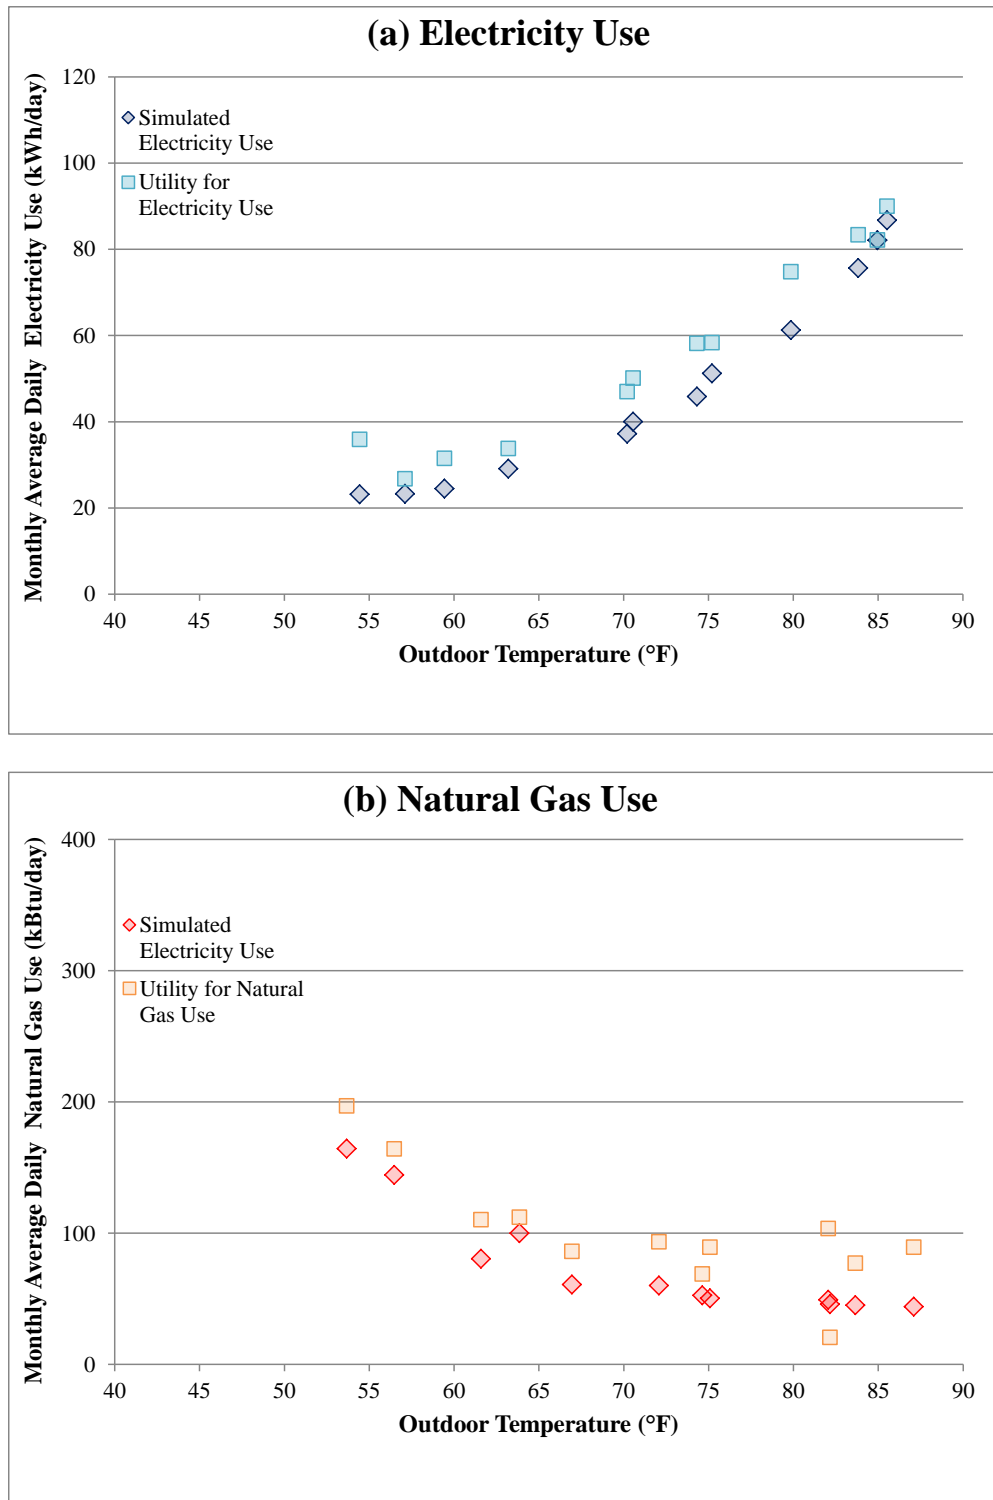 (a) Electricity Use
Monthly Average Daily Electricity Use (kWh/day)
120
100
80
60
40
20
0
Simulated
Electricity Use
Utility for
Electricity Use
40 45 50 55 60 65 70 75 80 85 90
Outdoor Temperature (°F)
(b) Natural Gas Use
Monthly Average Daily Natural Gas Use (kBtu/day)
400
300
200
100
0
Simulated
Electricity Use
Utility for Natural
Gas Use
40 45 50 55 60 65 70 75 80 85 90
Outdoor Temperature (°F)